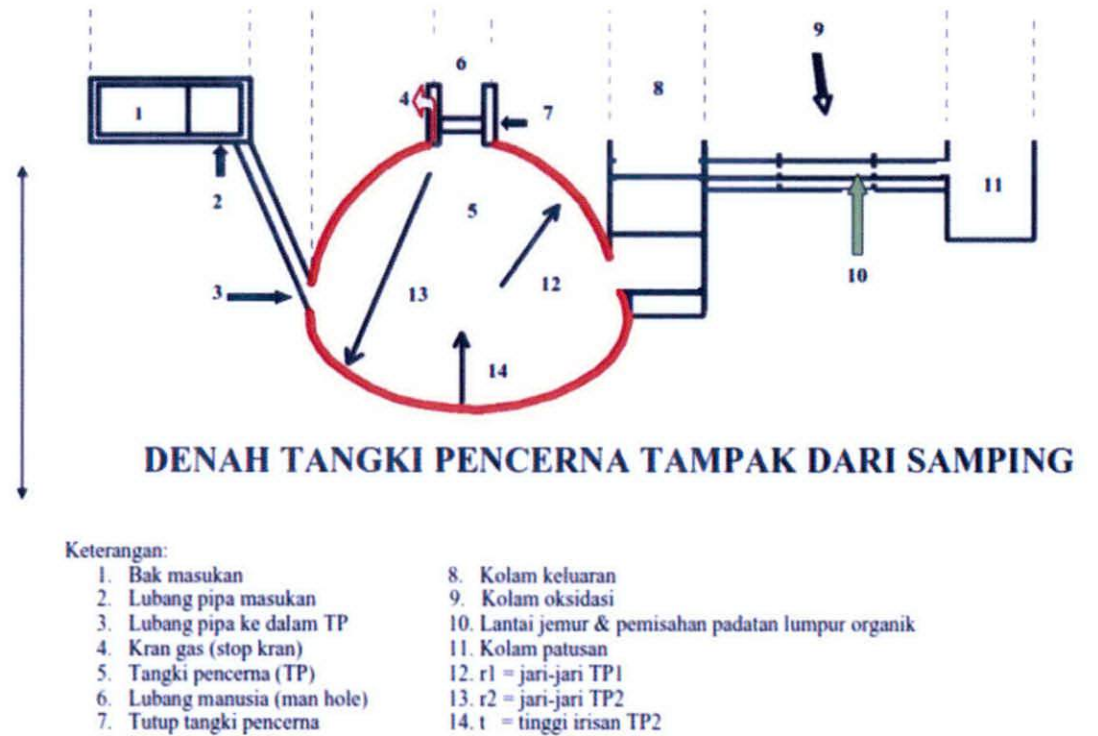 9
6
8
4
7
1
11
5
2
10
12
3
13
14
DENAH TANGKI PENCERNA TAMPAK DARI SAMPING
Keterangan:
1. Bak masukan
2. Lubang pipa masukan
3. Lubang pipa ke dalam TP
4. Kran gas (stop kran)
5. Tangki pencerna (TP)
6. Lubang manusia (man hole)
7. Tutup tangki pencerna
8. Kolam keluaran
9. Kolam oksidasi
10. Lantai jemur & pemisahan padatan lumpur organik
11. Kolam patusan
12. r1 = jari-jari TP1
13. r2 = jari-jari TP2
14. t = tinggi irisan TP2